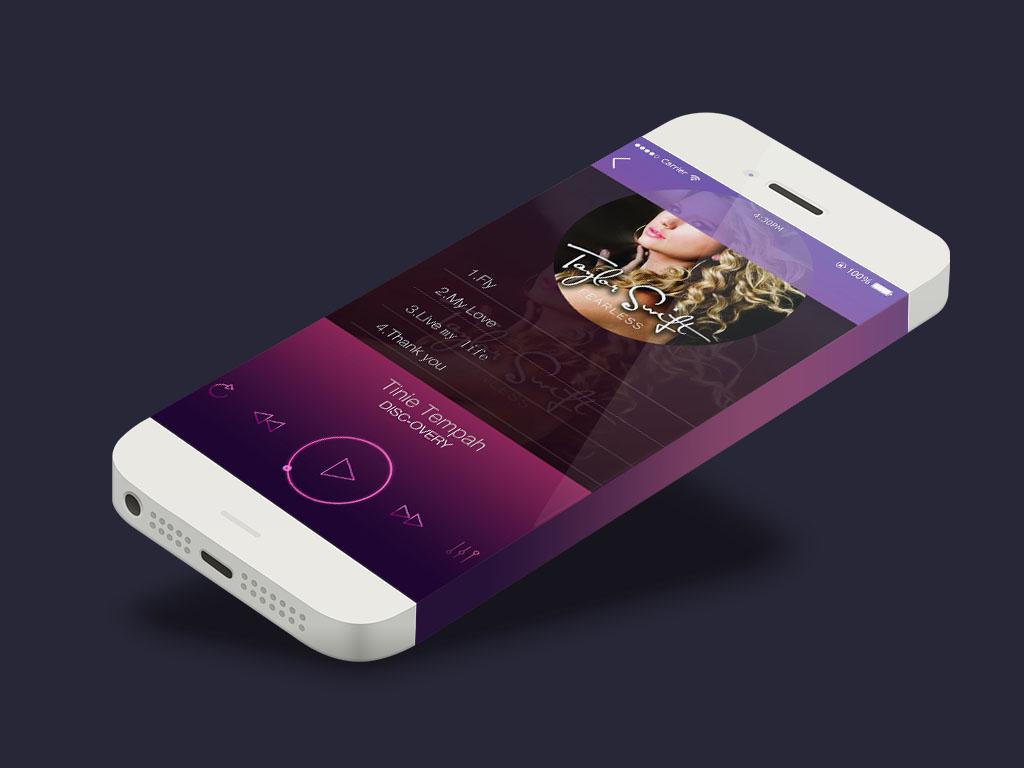 Carrier
4:30PM
100%
Taylor Swift
FEARLESS
1.Fly
2.My Love
3.Live my life
4.Thank you
Tinie Tempah
DISC-OVERY